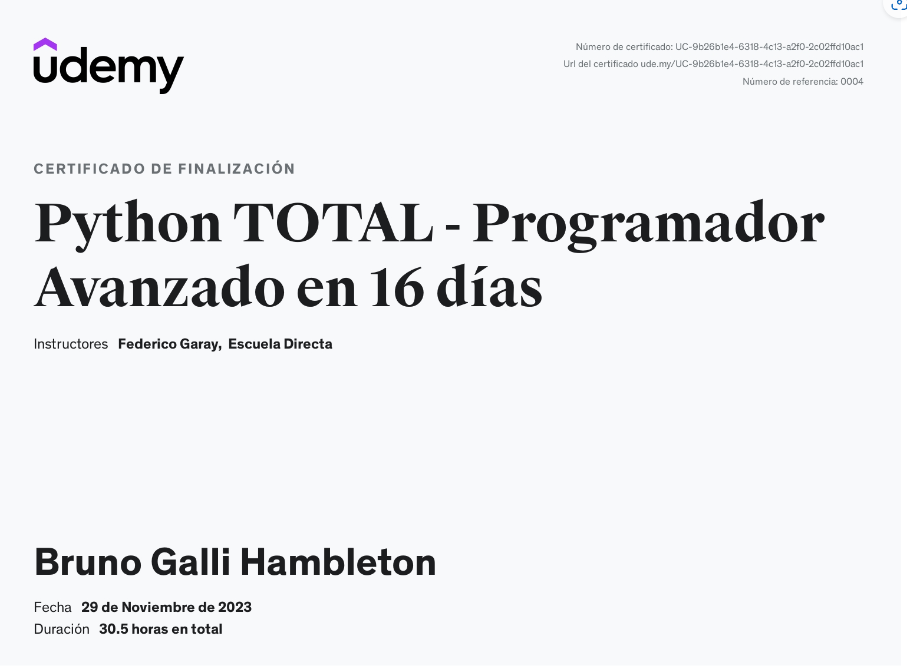 udemy
Número de certificado: UC-9b26b1e4-6318-4c13-a2f0-2c02ffd10ac1
Url del certificado ude.my/UC-9b26b1e4-6318-4c13-a2f0-2c02ffd10ac1
Número de referencia: 0004
CERTIFICADO DE FINALIZACIÓN
Python TOTAL - Programador
Avanzado en 16 días
Instructores Federico Garay, Escuela Directa
Bruno Galli Hambleton
Fecha 29 de Noviembre de 2023
Duración 30.5 horas en total